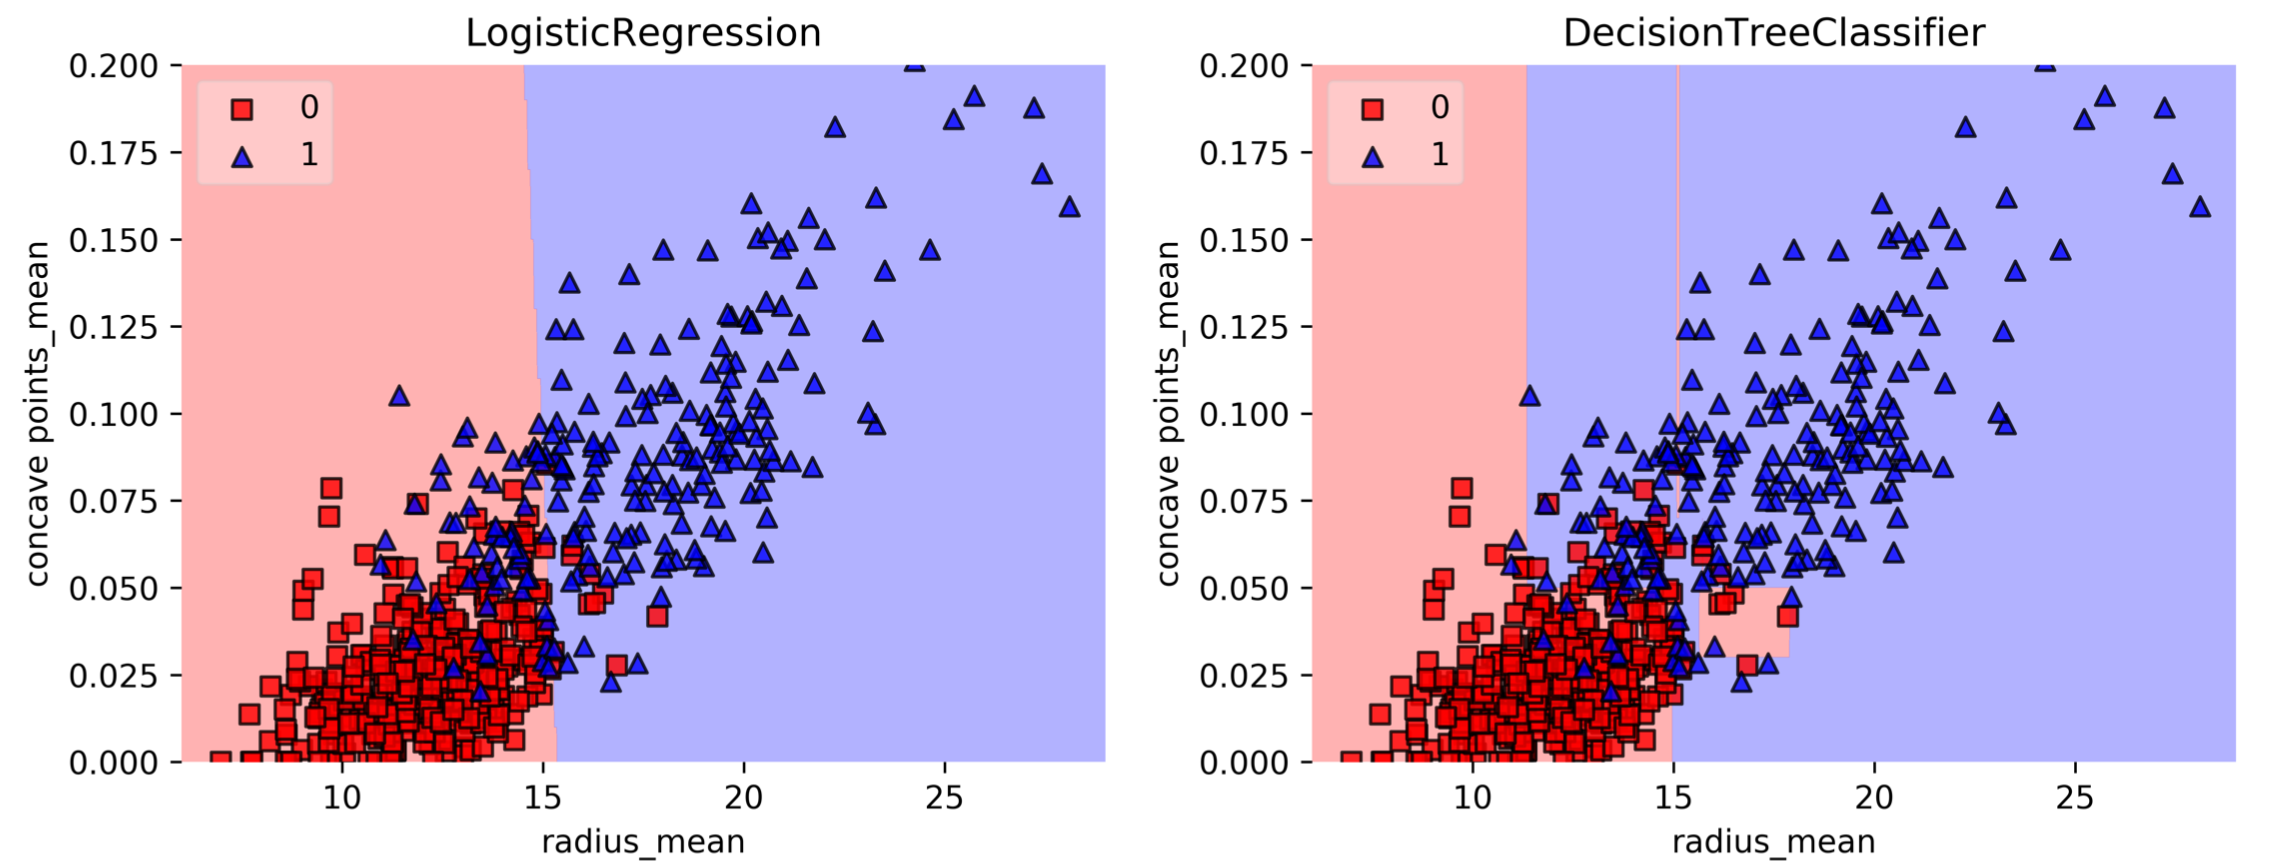 LogisticRegression
0.200
0.175
0.150
0.125
0.100
0.075
0.050
0.025
0.000
concave points_mean
0
1
10 15 20 25
radius_mean
DecisionTreeClassifier
0.200
0.175
0.150
0.125
0.100
0.075
0.050
0.025
0.000
concave points_mean
0
1
10 15 20 25
radius_mean